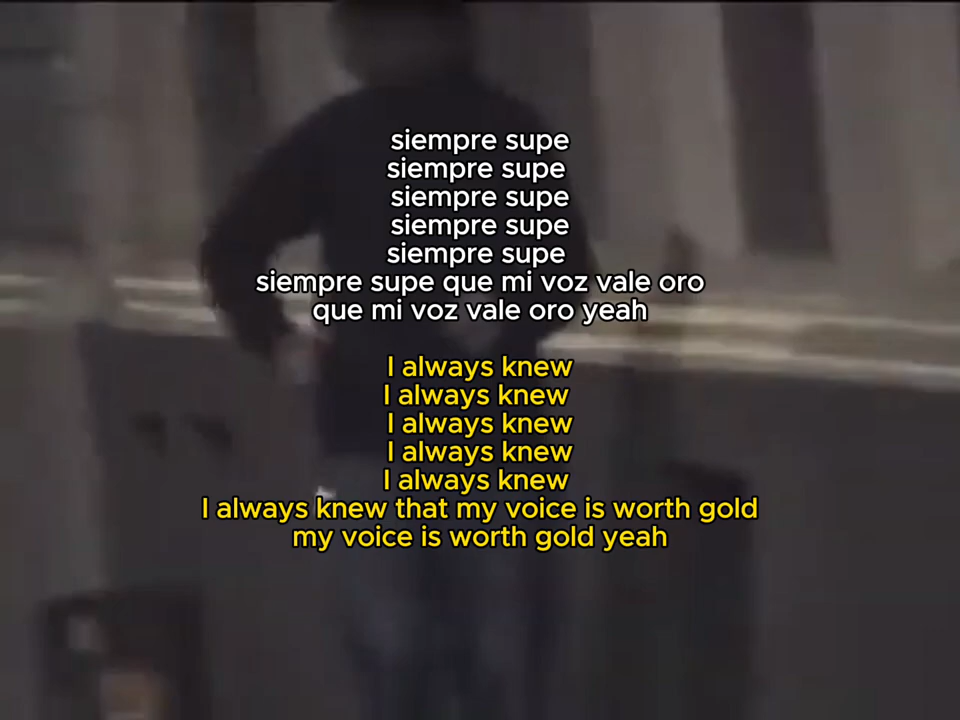 siempre supe
siempre supe
siempre supe
siempre supe
siempre supe
siempre supe que mi voz vale oro
que mi voz vale oro yeah
I always knew
I always knew
I always knew
I always knew
I always knew
I always knew that my voice is worth gold
my voice is worth gold yeah